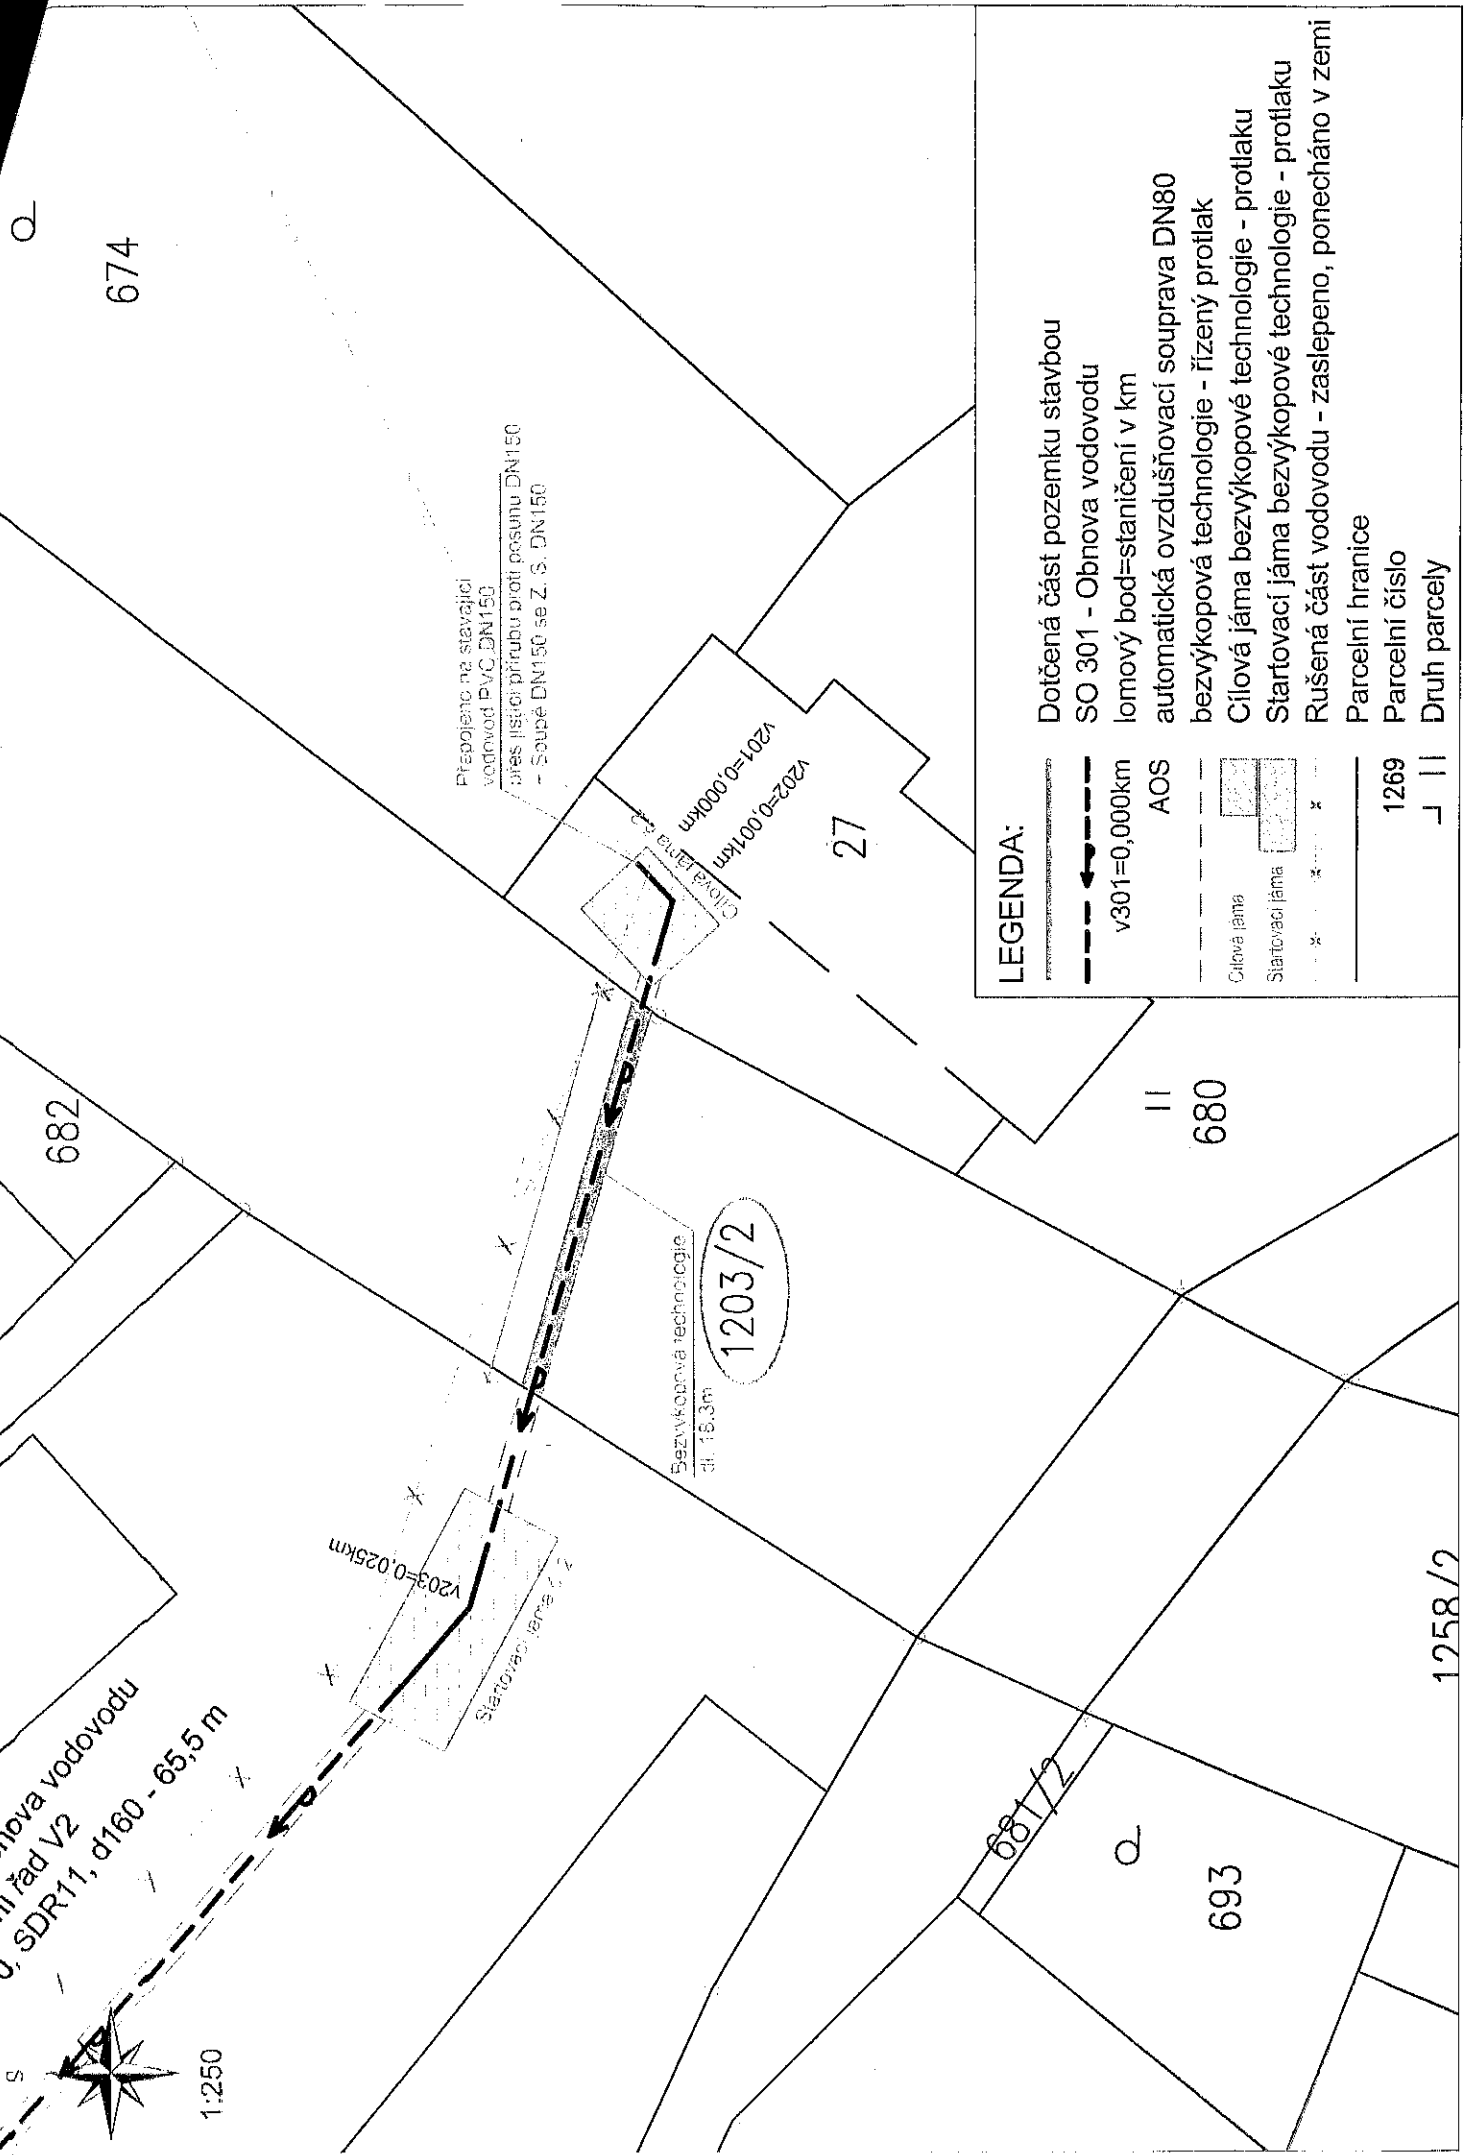 674
682
Přepojeno na stávající
vodovod PVC DN150
přes jistící přírubu proti posunu DN150
- Šoupě DN150 se Z. S. DN150
Cílová jáma č.2
v201=0,000km
v202=0,001km
27
680
Bezvýkopová technologie
dl. 18.3m
1203/2
v203=0,025km
Startovací jáma č.2
vodovodu
řad V2
SDR11, d160 - 65,5 m
S
1:250
681/2
693
1258/2
LEGENDA:
Dotčená část pozemku stavbou
SO 301 - Obnova vodovodu
v301=0,000km lomový bod=staničení v km
AOS automatická ovzdušňovací souprava DN80
bezvýkopová technologie - řízený protlak
Cílová jáma Cílová jáma bezvýkopové technologie - protlaku
Startovací jáma Startovací jáma bezvýkopové technologie - protlaku
Rušená část vodovodu - zaslepeno, ponecháno v zemi
Parcelní hranice
1269 Parcelní číslo
Druh parcely